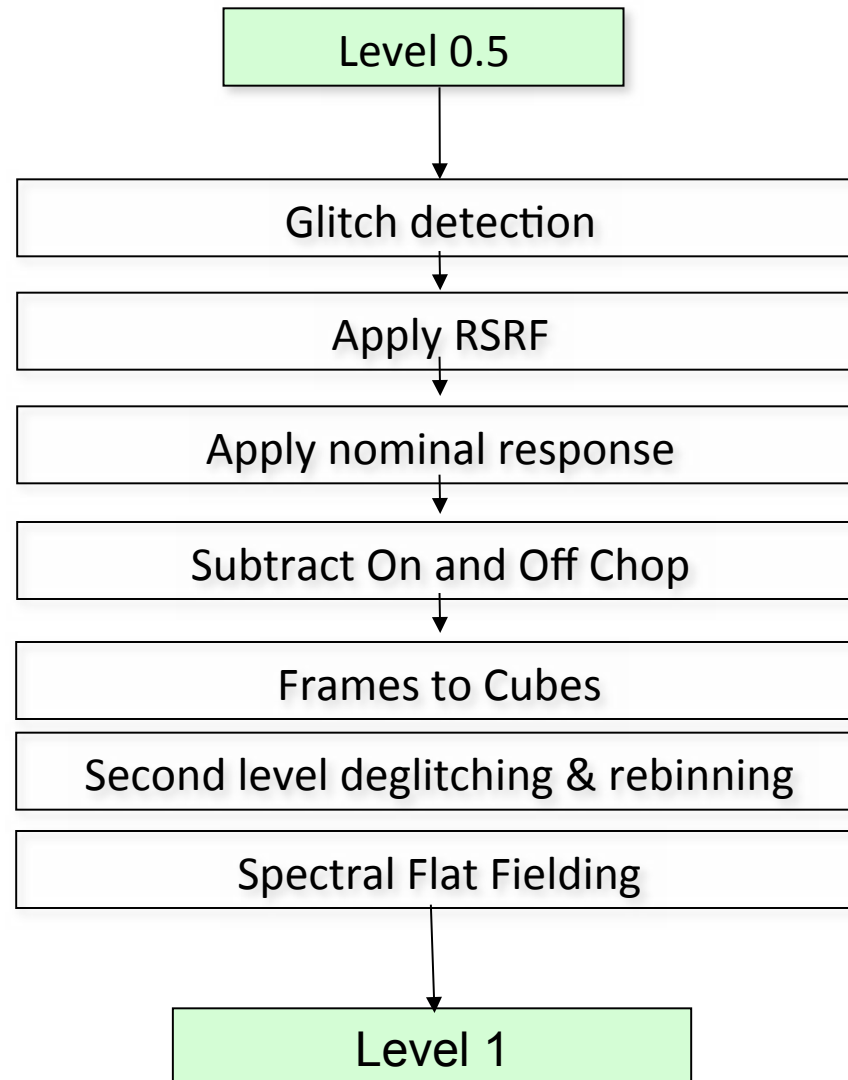 Level 0.5
Glitch detection
Apply RSRF
Apply nominal response
Subtract On and Off Chop
Frames to Cubes
Second level deglitching & rebinning
Spectral Flat Fielding
Level 1